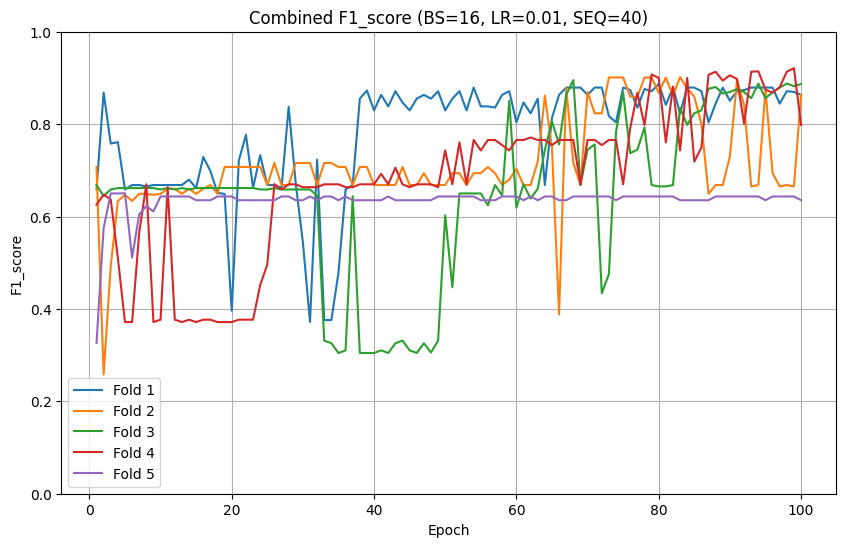 Combined F1_score (BS=16, LR=0.01, SEQ=40)
1.0
0.8
0.6
0.4
0.2
0.0
F1_score
Fold 1
Fold 2
Fold 3
Fold 4
Fold 5
0 20 40 60 80 100
Epoch